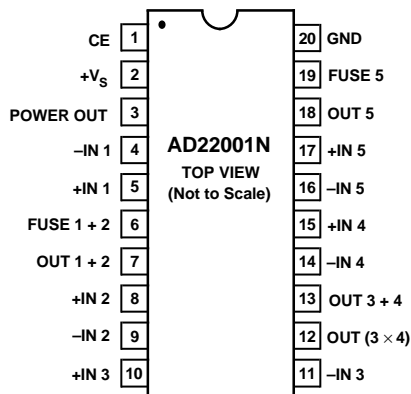 CE 1
+VS 2
POWER OUT 3
–IN 1 4
+IN 1 5
FUSE 1 + 2 6
OUT 1 + 2 7
+IN 2 8
–IN 2 9
+IN 3 10
AD22001N
TOP VIEW
(Not to Scale)
20 GND
19 FUSE 5
18 OUT 5
17 +IN 5
16 –IN 5
15 +IN 4
14 –IN 4
13 OUT 3 + 4
12 OUT (3 × 4)
11 –IN 3